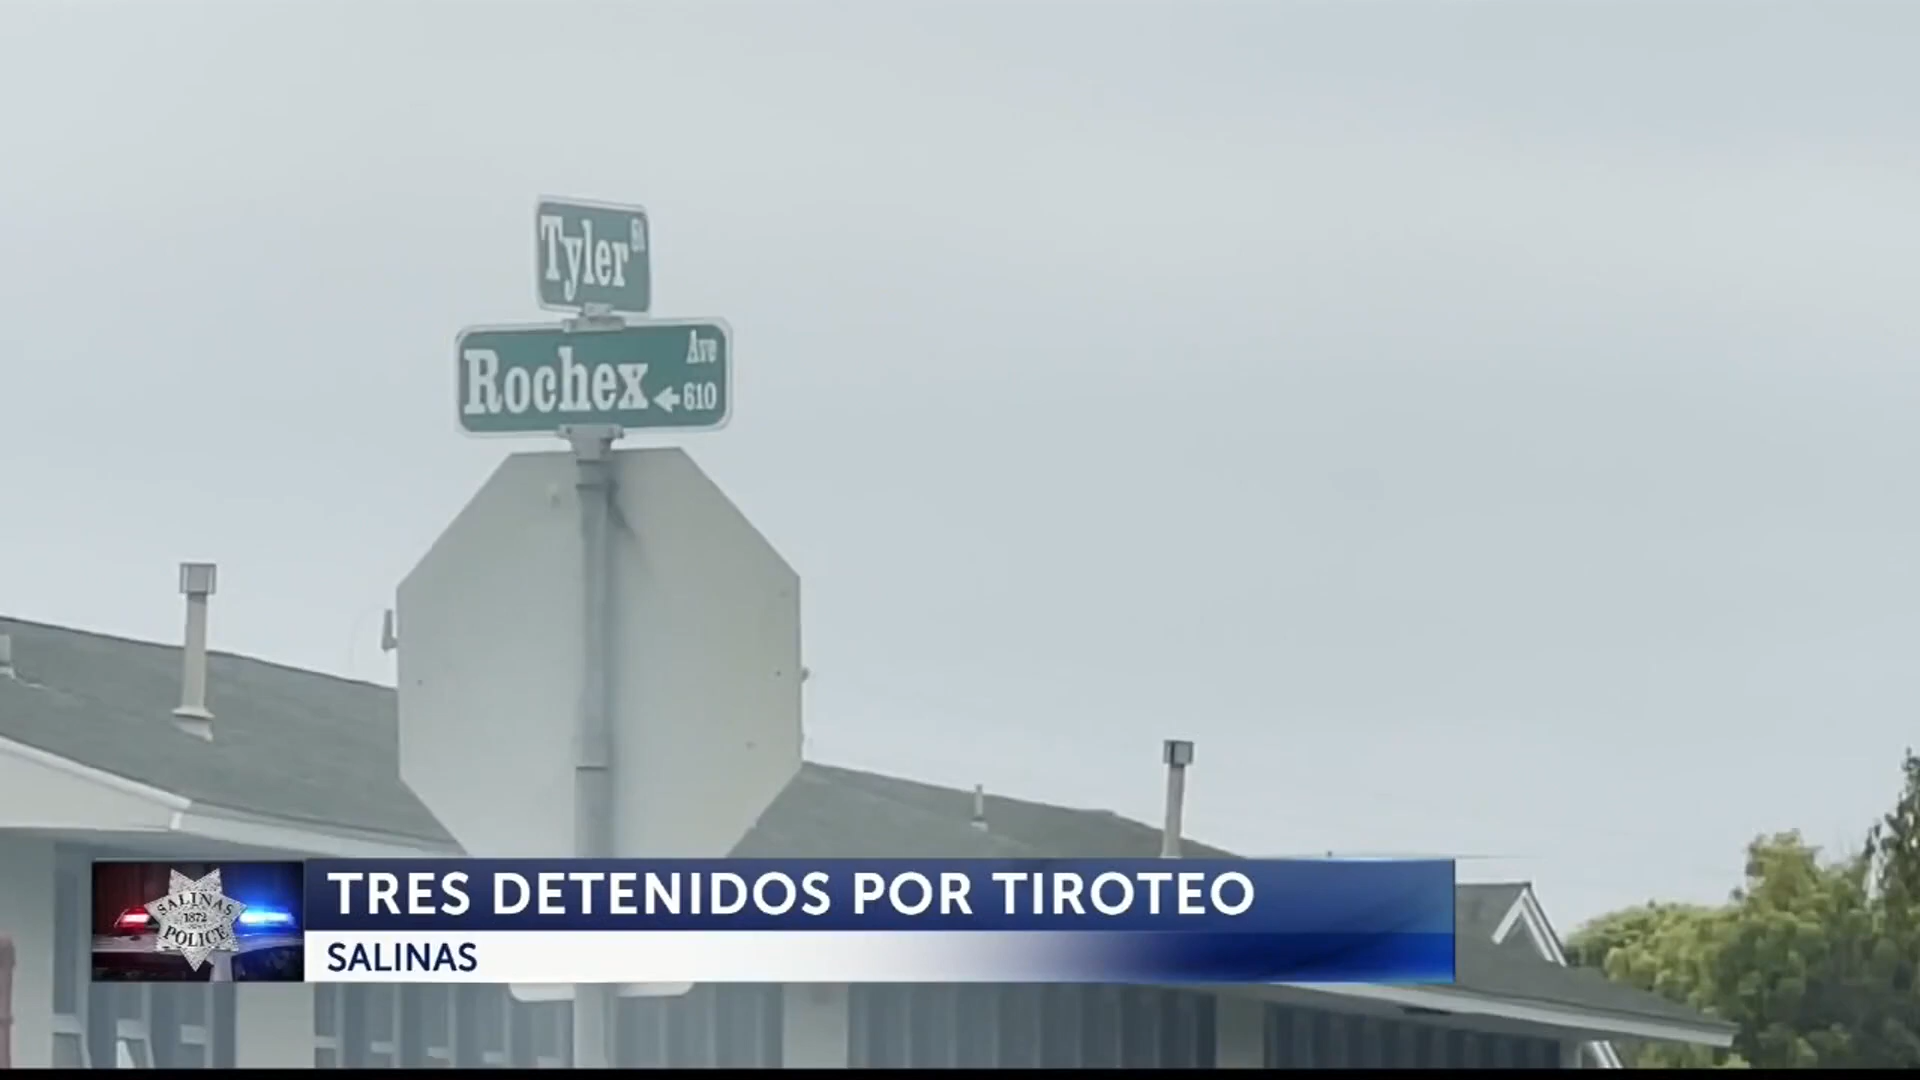 Tyler St
Rochex Ave
610
TRES DETENIDOS POR TIROTEO
SALINAS
SALINAS
1872
POLICE